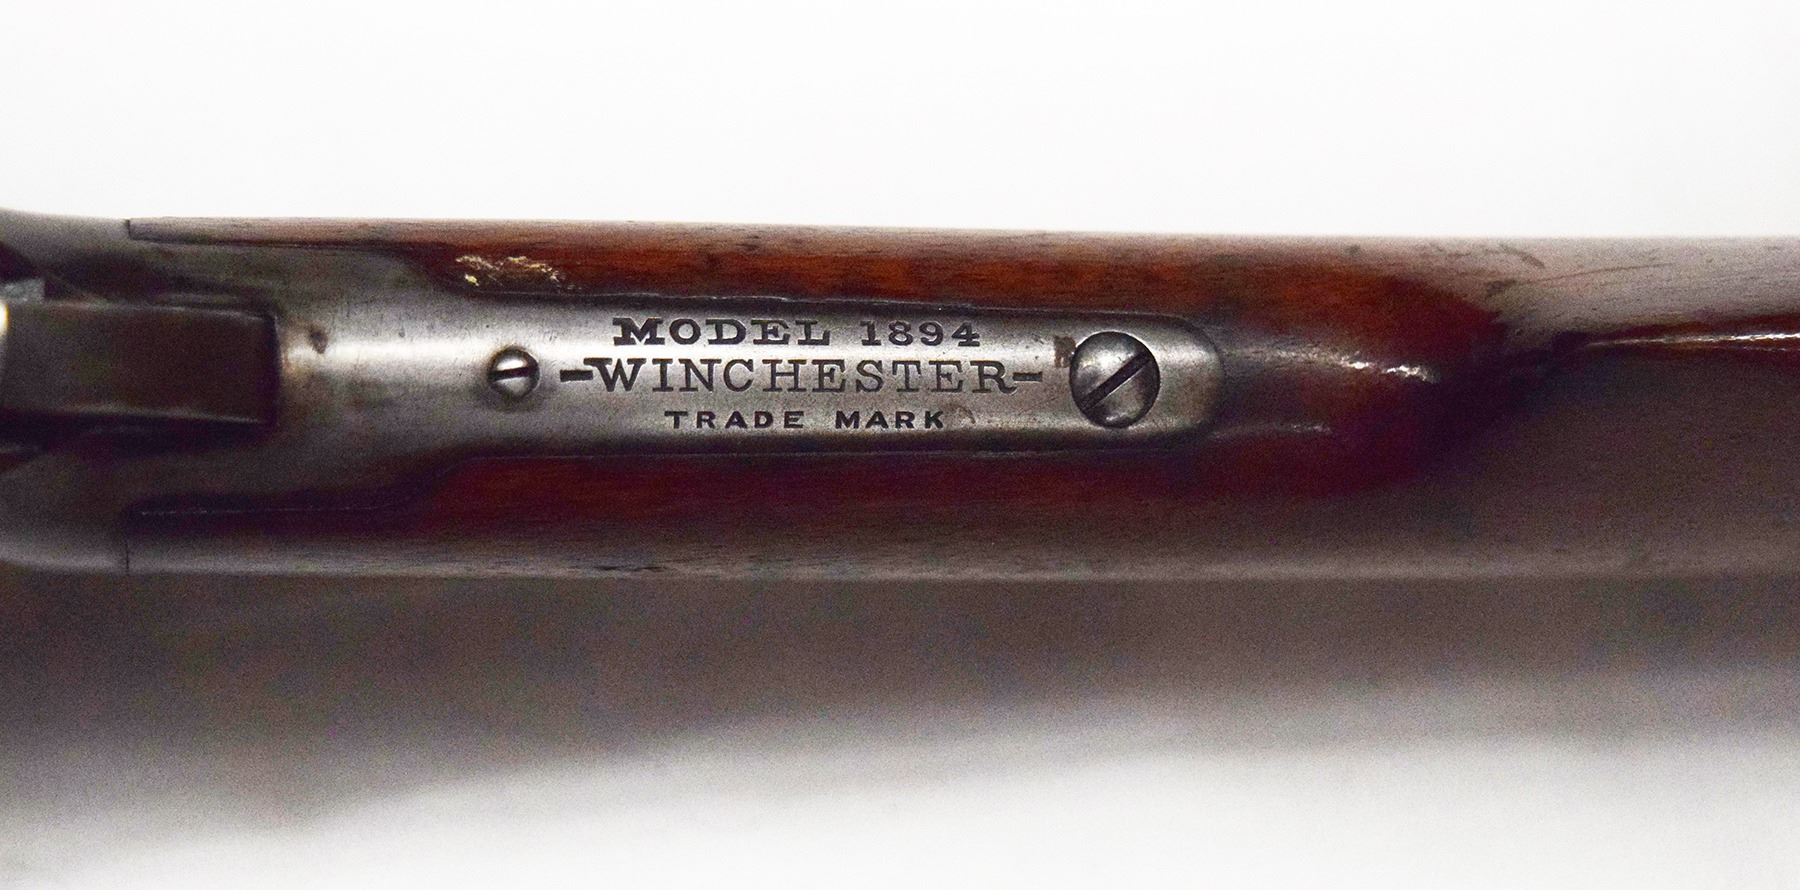 MODEL 1894
-WINCHESTER-
TRADE MARK